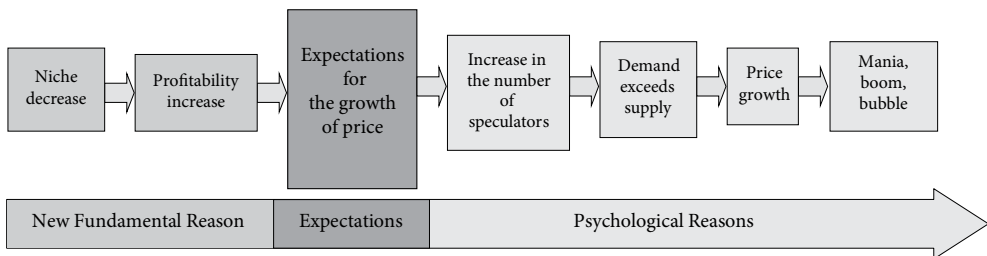 Niche
decrease
Profitability
increase
Expectations
for
the growth
of price
Increase in
the number
of
speculators
Demand
exceeds
supply
Price
growth
Mania,
boom,
bubble
New Fundamental Reason
Expectations
Psychological Reasons